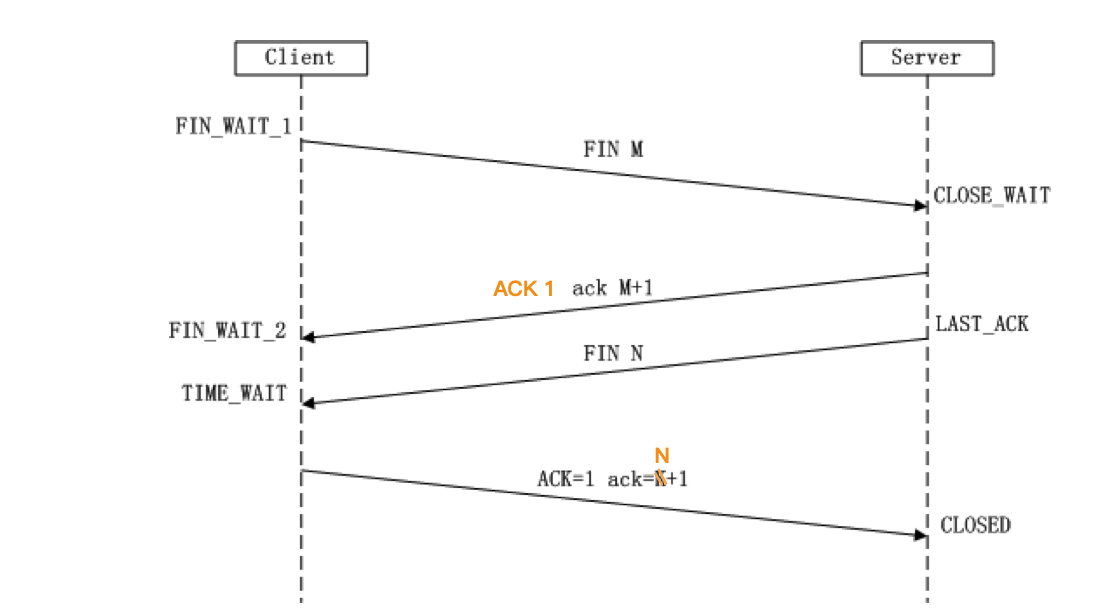 Client
Server
FIN_WAIT_1
FIN M
CLOSE_WAIT
ACK 1 ack M+1
FIN_WAIT_2
LAST_ACK
FIN N
TIME_WAIT
N
ACK=1 ack=K+1
CLOSED